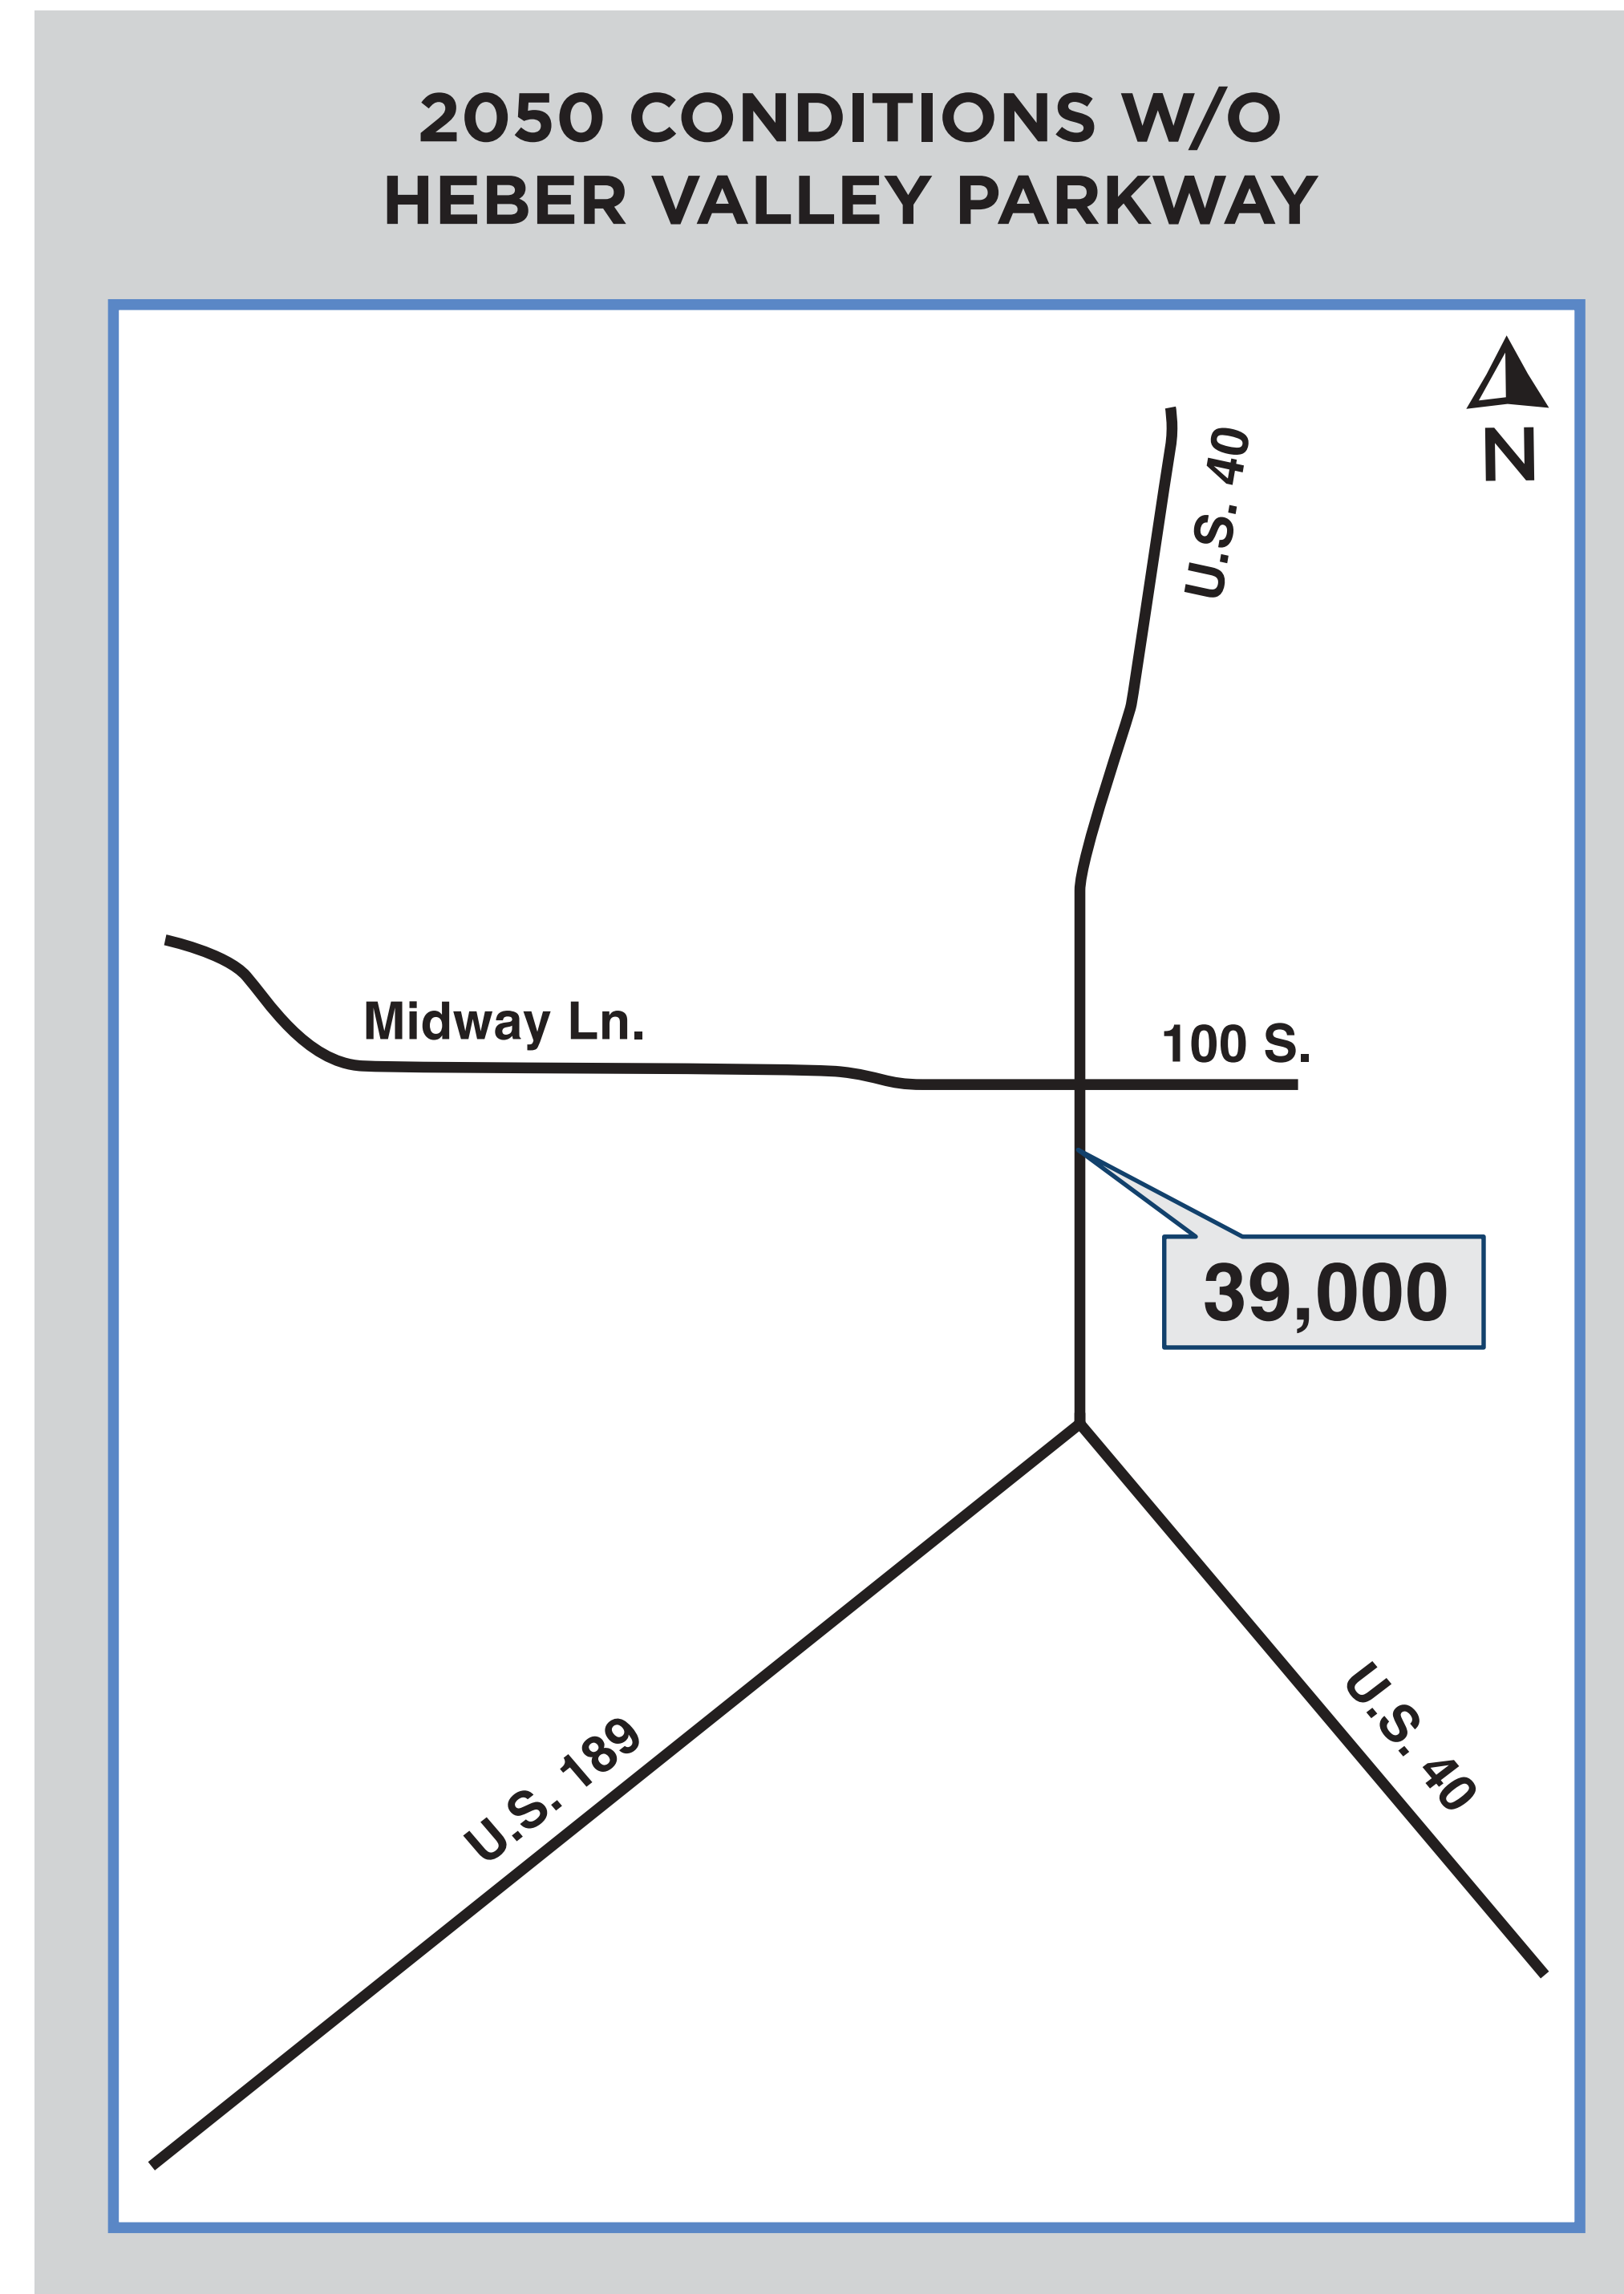 2050 CONDITIONS W/O
HEBER VALLEY PARKWAY
N
U.S. 40
Midway Ln.
100 S.
39,000
U.S. 189
U.S. 40